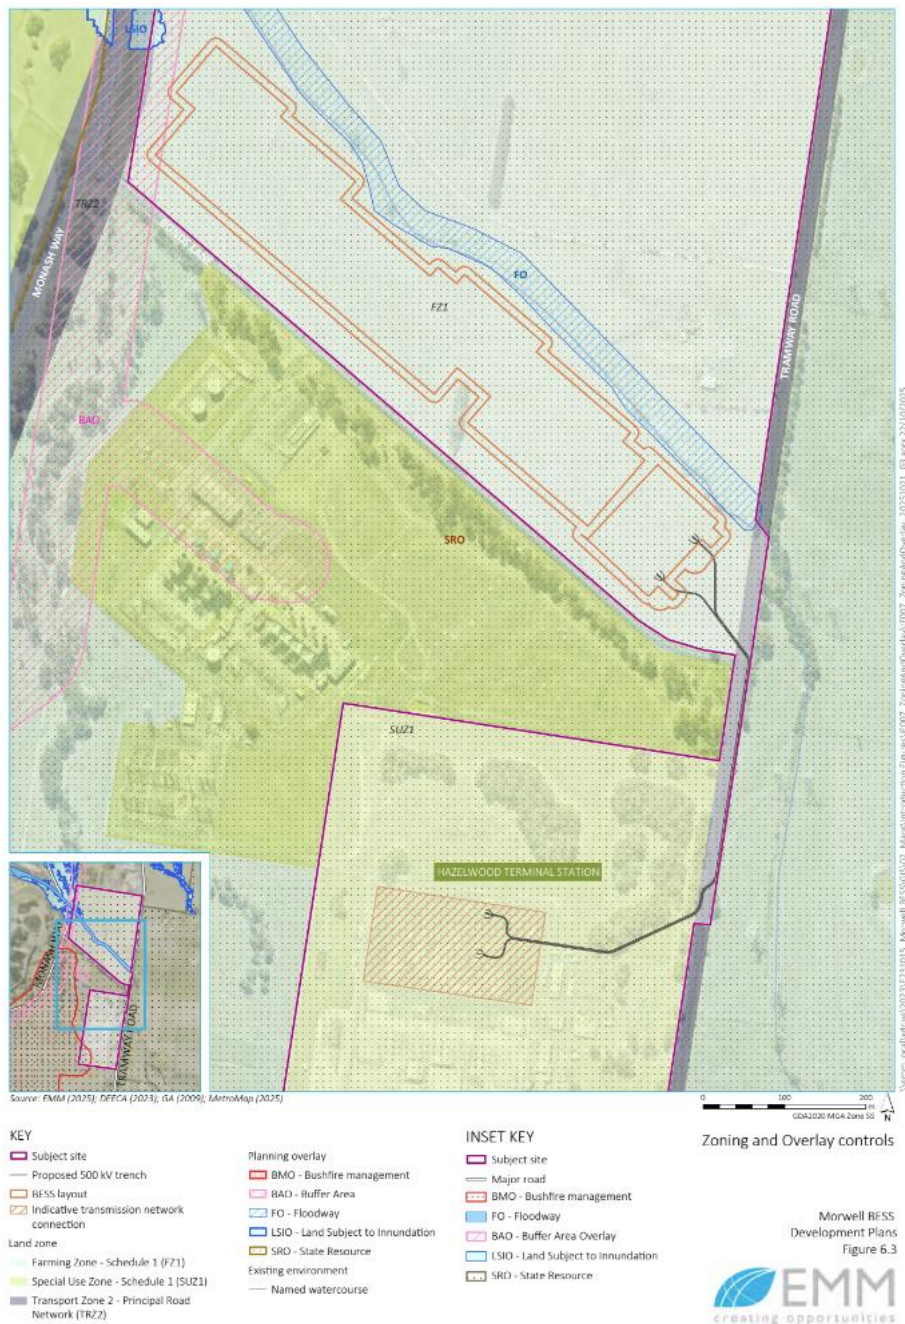 LSIO
TRZ2
MONASH WAY
FO
FZ1
TRAMWAY ROAD
BAO
SRO
SUZ1
HAZELWOOD TERMINAL STATION
MONASH WAY
TRAMWAY ROAD
Source: EMM (2025); DEECA (2023); GA (2009); MetroMap (2025)
0 100 200
m
GDA2020 MGA Zone 55
N
KEY
Subject site
Proposed 500 kV trench
BESS layout
Indicative transmission network
connection
Land zone
Farming Zone - Schedule 1 (FZ1)
Special Use Zone - Schedule 1 (SUZ1)
Transport Zone 2 - Principal Road
Network (TRZ2)
Planning overlay
BMO - Bushfire management
BAO - Buffer Area
FO - Floodway
LSIO - Land Subject to Innundation
SRO - State Resource
Existing environment
Named watercourse
INSET KEY
Subject site
Major road
BMO - Bushfire management
FO - Floodway
BAO - Buffer Area Overlay
LSIO - Land Subject to Innundation
SRO - State Resource
Zoning and Overlay controls
Morwell BESS
Development Plans
Figure 6.3
EMM
creating opportunities